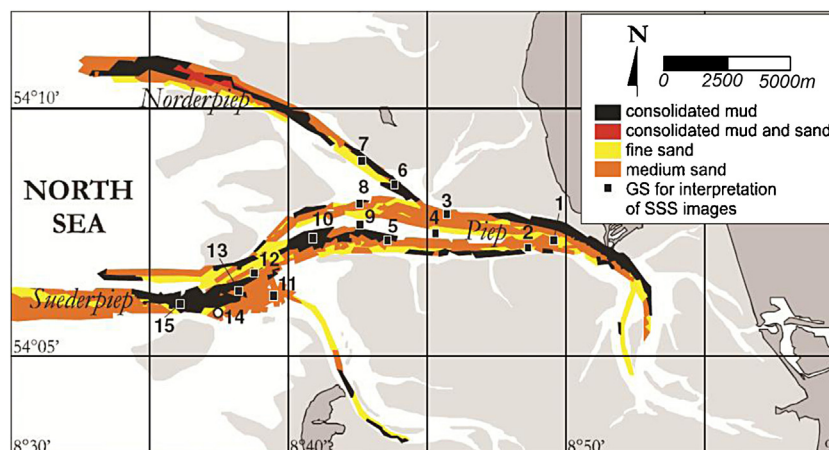 N
0 2500 5000m
consolidated mud
consolidated mud and sand
fine sand
medium sand
GS for interpretation
of SSS images
54°10'
Norderpiep
7
6
NORTH
SEA
8
3
1
9
4
Piep
2
10
5
13
12
Suederpiep
11
15
14
54°05'
8°30'
8°40'
8°50'